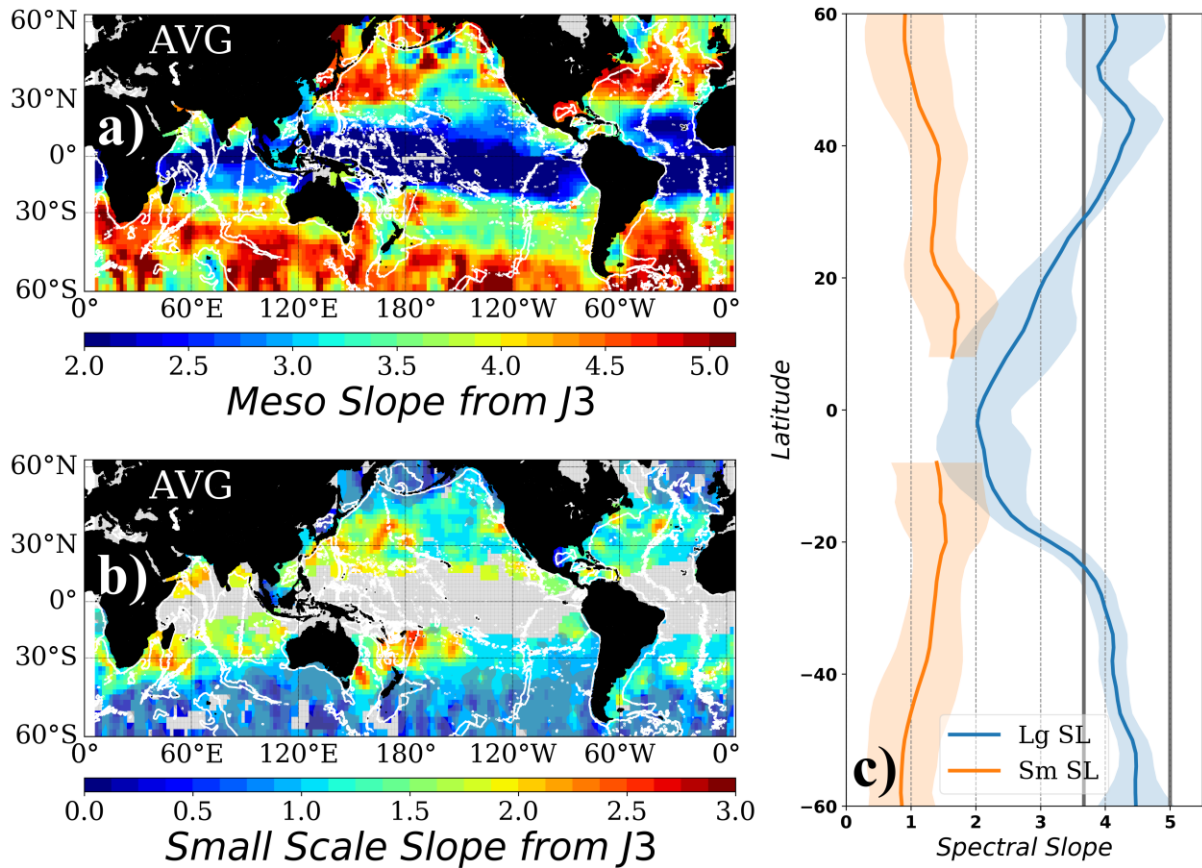 AVG
a)
60°N
30°N
0°
30°S
60°S
0° 60°E 120°E 180° 120°W 60°W 0°
2.0 2.5 3.0 3.5 4.0 4.5 5.0
Meso Slope from J3
AVG
b)
60°N
30°N
0°
30°S
60°S
0° 60°E 120°E 180° 120°W 60°W 0°
0.0 0.5 1.0 1.5 2.0 2.5 3.0
Small Scale Slope from J3
60
40
20
0
−20
−40
−60
Latitude
c)
Lg SL
Sm SL
0 1 2 3 4 5
Spectral Slope